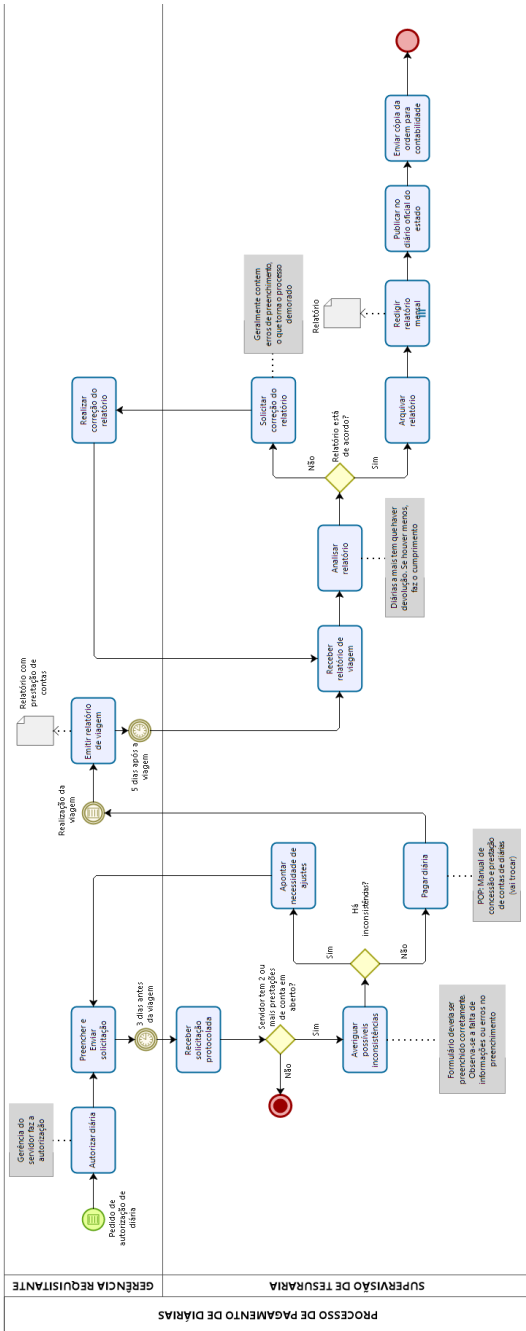 PROCESSO DE PAGAMENTO DE DIÁRIAS
GERÊNCIA REQUISITANTE
SUPERVISÃO DE TESURARIA
Pedido de
autorização de
diária
Autorizar diária
Gerência do
servidor faz a
autorização
Preencher e
Enviar
solicitação
3 dias antes
da viagem
Receber
solicitação
protocolada
Servidor tem 2 ou
mais prestações
de conta em
aberto?
Não
Sim
Averiguar
possíveis
inconsistências
Formulário deverá ser
preenchido corretamente.
Observa-se a falta de
informações ou erros no
preenchimento
Há
inconsistências?
Sim
Não
Apontar
necessidade de
ajustes
Pagar diária
POP: Manual de
concessão e prestação
de contas de diárias
(vai trocar)
Realização da
viagem
Emitir relatório
de viagem
Relatório com
prestação de
contas
5 dias após a
viagem
Receber
relatório de
viagem
Analisar
relatório
Diárias a mais tem que haver
devolução. Se houver menos,
faz o cumprimento
Relatório está
de acordo?
Não
Sim
Solicitar
correção do
relatório
Geralmente contem
erros de preenchimento,
o que torna o processo
demorado
Realizar
correção do
relatório
Arquivar
relatório
Redigir
relatório
mensal
Relatório
Publicar no
diário oficial do
estado
Enviar cópia da
ordem para
contabilidade